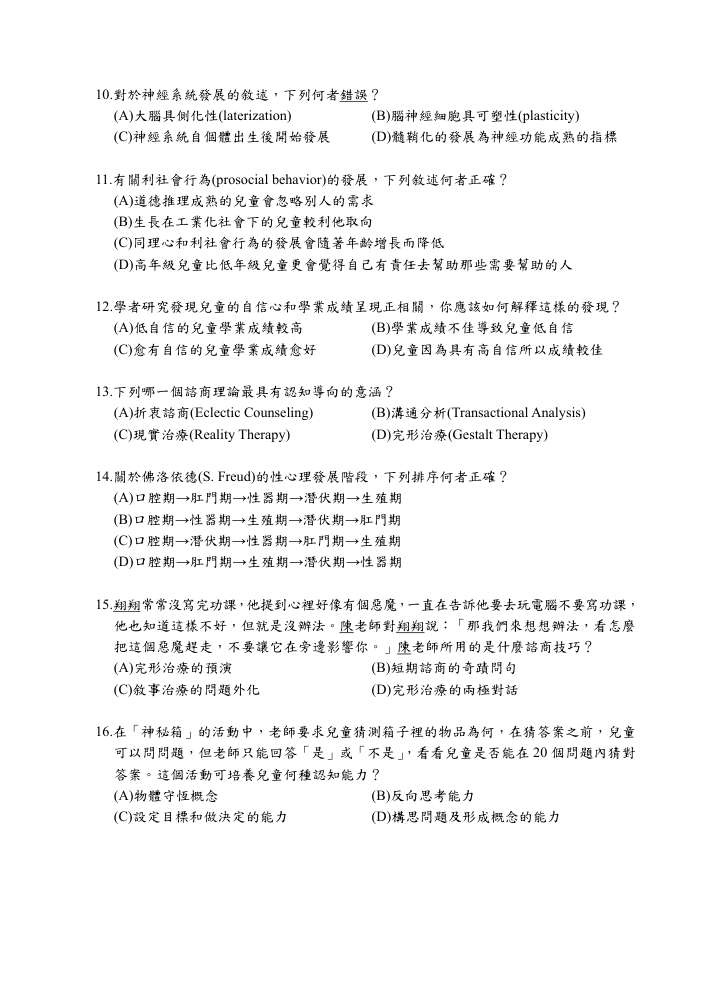 10.對於神經系統發展的敘述，下列何者錯誤？
(A)大腦具側化性(laterization) (B)腦神經細胞具可塑性(plasticity)
(C)神經系統自個體出生後開始發展 (D)髓鞘化的發展為神經功能成熟的指標
11.有關利社會行為(prosocial behavior)的發展，下列敘述何者正確？
(A)道德推理成熟的兒童會忽略別人的需求
(B)生長在工業化社會下的兒童較利他取向
(C)同理心和利社會行為的發展會隨著年齡增長而降低
(D)高年級兒童比低年級兒童更會覺得自己有責任去幫助那些需要幫助的人
12.學者研究發現兒童的自信心和學業成績呈現正相關，你應該如何解釋這樣的發現？
(A)低自信的兒童學業成績較高 (B)學業成績不佳導致兒童低自信
(C)愈有自信的兒童學業成績愈好 (D)兒童因為具有高自信所以成績較佳
13.下列哪一個諮商理論最具有認知導向的意涵？
(A)折衷諮商(Eclectic Counseling) (B)溝通分析(Transactional Analysis)
(C)現實治療(Reality Therapy) (D)完形治療(Gestalt Therapy)
14.關於佛洛依德(S. Freud)的性心理發展階段，下列排序何者正確？
(A)口腔期→肛門期→性器期→潛伏期→生殖期
(B)口腔期→性器期→生殖期→潛伏期→肛門期
(C)口腔期→潛伏期→性器期→肛門期→生殖期
(D)口腔期→肛門期→生殖期→潛伏期→性器期
15.翔翔常常沒寫完功課，他提到心裡好像有個惡魔，一直在告訴他要去玩電腦不要寫功課，
他也知道這樣不好，但就是沒辦法。陳老師對翔翔說：「那我們來想想辦法，看怎麼
把這個惡魔趕走，不要讓它在旁邊影響你。」陳老師所用的是什麼諮商技巧？
(A)完形治療的預演 (B)短期諮商的奇蹟問句
(C)敘事治療的問題外化 (D)完形治療的兩極對話
16.在「神秘箱」的活動中，老師要求兒童猜測箱子裡的物品為何，在猜答案之前，兒童
可以問問題，但老師只能回答「是」或「不是」，看看兒童是否能在 20 個問題內猜對
答案。這個活動可培養兒童何種認知能力？
(A)物體守恆概念 (B)反向思考能力
(C)設定目標和做決定的能力 (D)構思問題及形成概念的能力